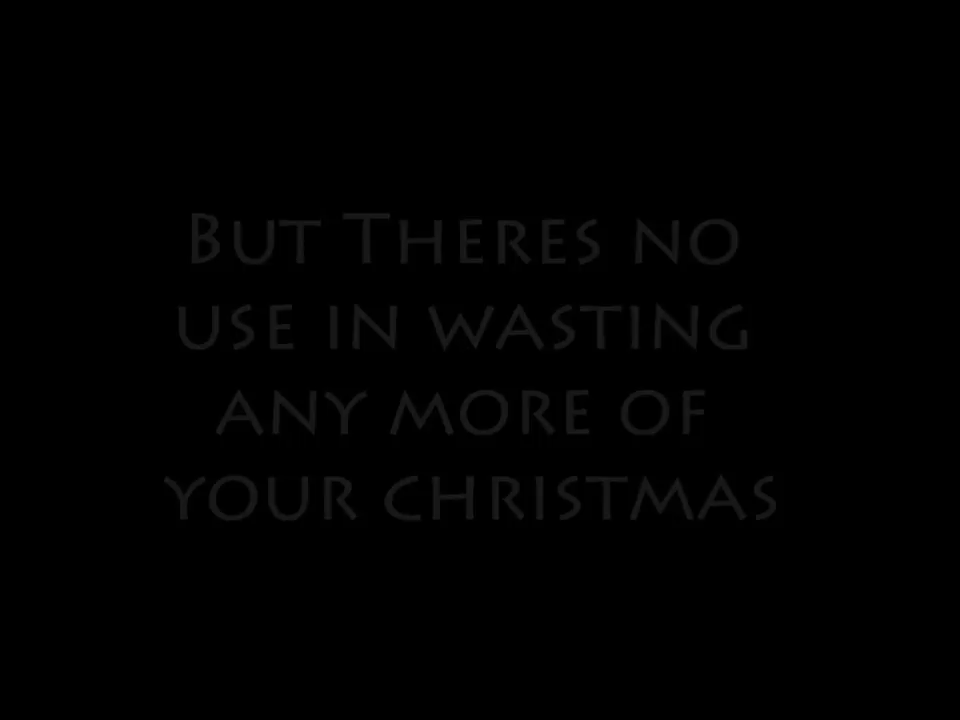 But Theres no
use in wasting
any more of
your christmas